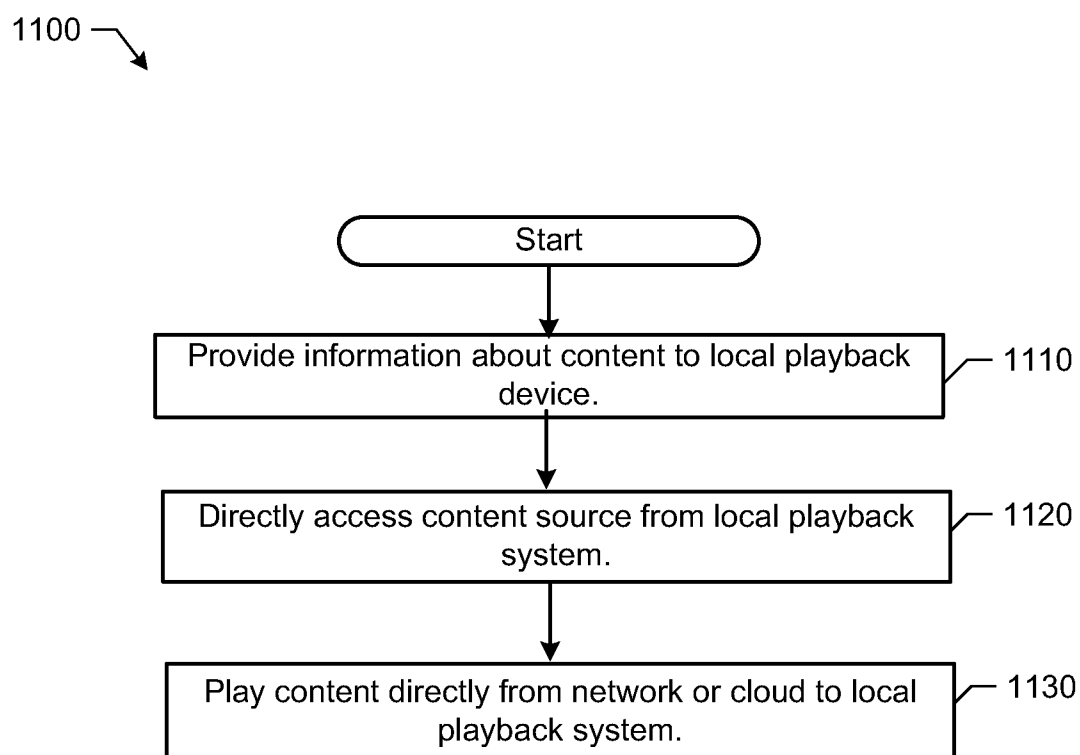 1100
Start
Provide information about content to local playback
device.
1110
Directly access content source from local playback
system.
1120
Play content directly from network or cloud to local
playback system.
1130